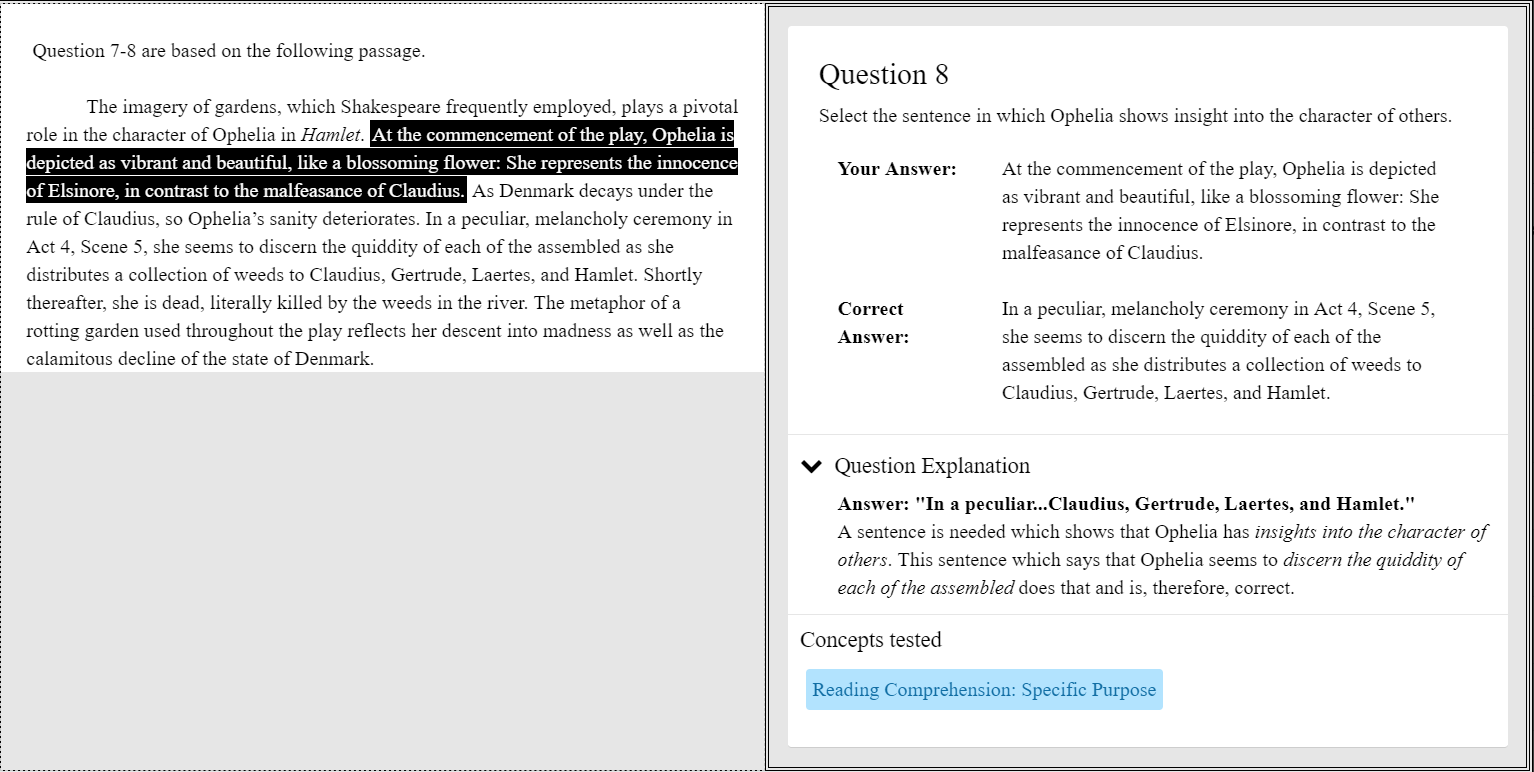 Question 7-8 are based on the following passage.
The imagery of gardens, which Shakespeare frequently employed, plays a pivotal
role in the character of Ophelia in Hamlet. At the commencement of the play, Ophelia is
depicted as vibrant and beautiful, like a blossoming flower: She represents the innocence
of Elsinore, in contrast to the malfeasance of Claudius. As Denmark decays under the
rule of Claudius, so Ophelia's sanity deteriorates. In a peculiar, melancholy ceremony in
Act 4, Scene 5, she seems to discern the quiddity of each of the assembled as she
distributes a collection of weeds to Claudius, Gertrude, Laertes, and Hamlet. Shortly
thereafter, she is dead, literally killed by the weeds in the river. The metaphor of a
rotting garden used throughout the play reflects her descent into madness as well as the
calamitous decline of the state of Denmark.
Question 8
Select the sentence in which Ophelia shows insight into the character of others.
Your Answer: At the commencement of the play, Ophelia is depicted
as vibrant and beautiful, like a blossoming flower: She
represents the innocence of Elsinore, in contrast to the
malfeasance of Claudius.
Correct In a peculiar, melancholy ceremony in Act 4, Scene 5,
Answer: she seems to discern the quiddity of each of the
assembled as she distributes a collection of weeds to
Claudius, Gertrude, Laertes, and Hamlet.
Question Explanation
Answer: "In a peculiar...Claudius, Gertrude, Laertes, and Hamlet."
A sentence is needed which shows that Ophelia has insights into the character of
others. This sentence which says that Ophelia seems to discern the quiddity of
each of the assembled does that and is, therefore, correct.
Concepts tested
Reading Comprehension: Specific Purpose